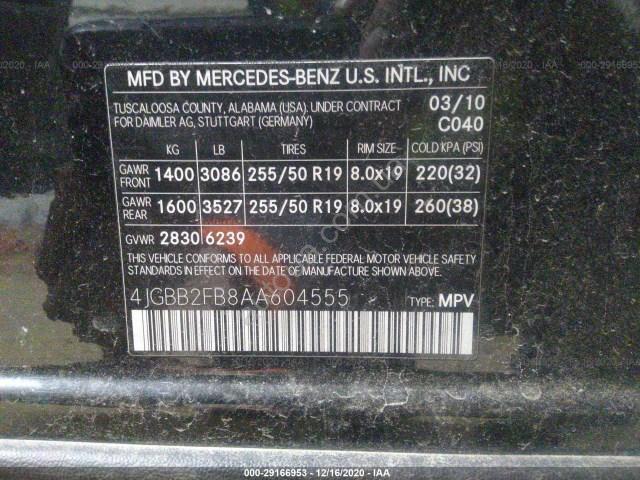 MFD BY MERCEDES-BENZ U.S. INTL., INC
TUSCALOOSA COUNTY, ALABAMA (USA). UNDER CONTRACT
FOR DAIMLER AG, STUTTGART (GERMANY)
03/10
C040
KG LB TIRES RIM SIZE COLD KPA (PSI)
GAWR FRONT 1400 3086 255/50 R19 8.0x19 220(32)
GAWR REAR 1600 3527 255/50 R19 8.0x19 260(38)
GVWR 2830 6239
THIS VEHICLE CONFORMS TO ALL APPLICABLE FEDERAL MOTOR VEHICLE SAFETY
STANDARDS IN EFFECT ON THE DATE OF MANUFACTURE SHOWN ABOVE.
4JGBB2FB8AA604555 TYPE: MPV
000-29166953 - 12/16/2020 - IAA